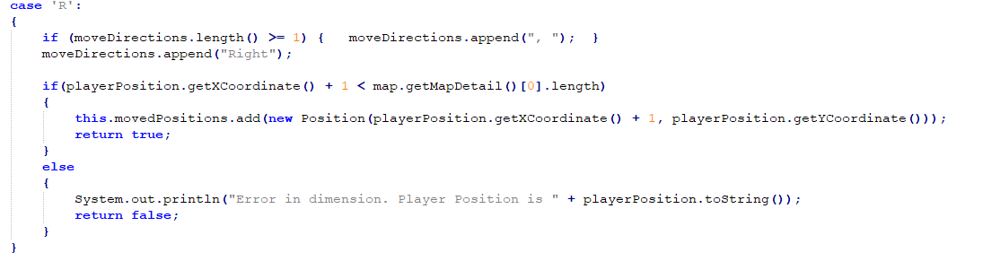 case 'R':
{
if (moveDirections.length() >= 1) {   moveDirections.append(", ");  }
moveDirections.append("Right");
if(playerPosition.getXCoordinate() + 1 < map.getMapDetail()[0].length)
{
this.movedPositions.add(new Position(playerPosition.getXCoordinate() + 1, playerPosition.getYCoordinate()));
return true;
}
else
{
System.out.println("Error in dimension. Player Position is " + playerPosition.toString());
return false;
}
}